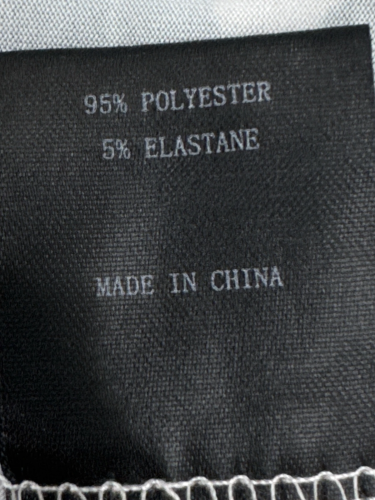 95% POLYESTER
5% ELASTANE
MADE IN CHINA